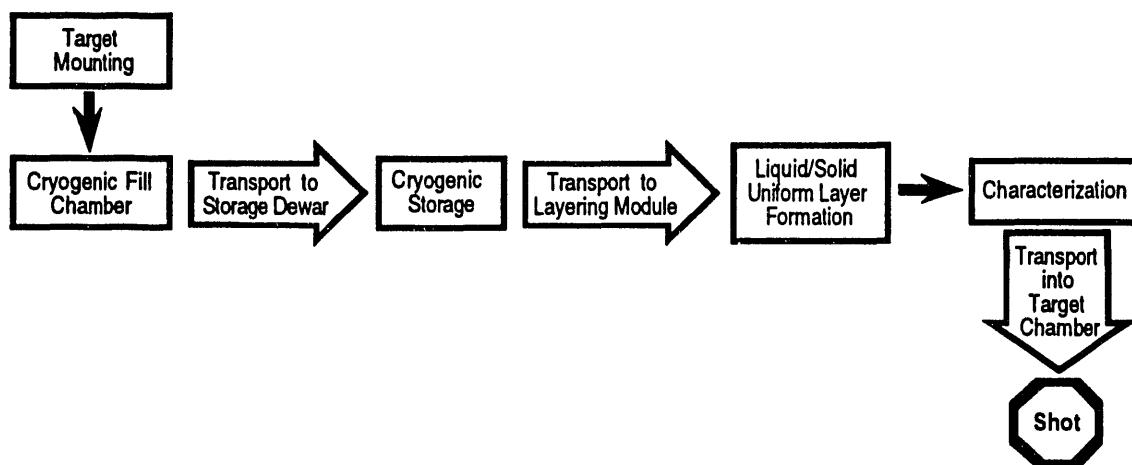 Target
Mounting
Cryogenic Fill
Chamber
Transport to
Storage Dewar
Cryogenic
Storage
Transport to
Layering Module
Liquid/Solid
Uniform Layer
Formation
Characterization
Transport
into
Target
Chamber
Shot